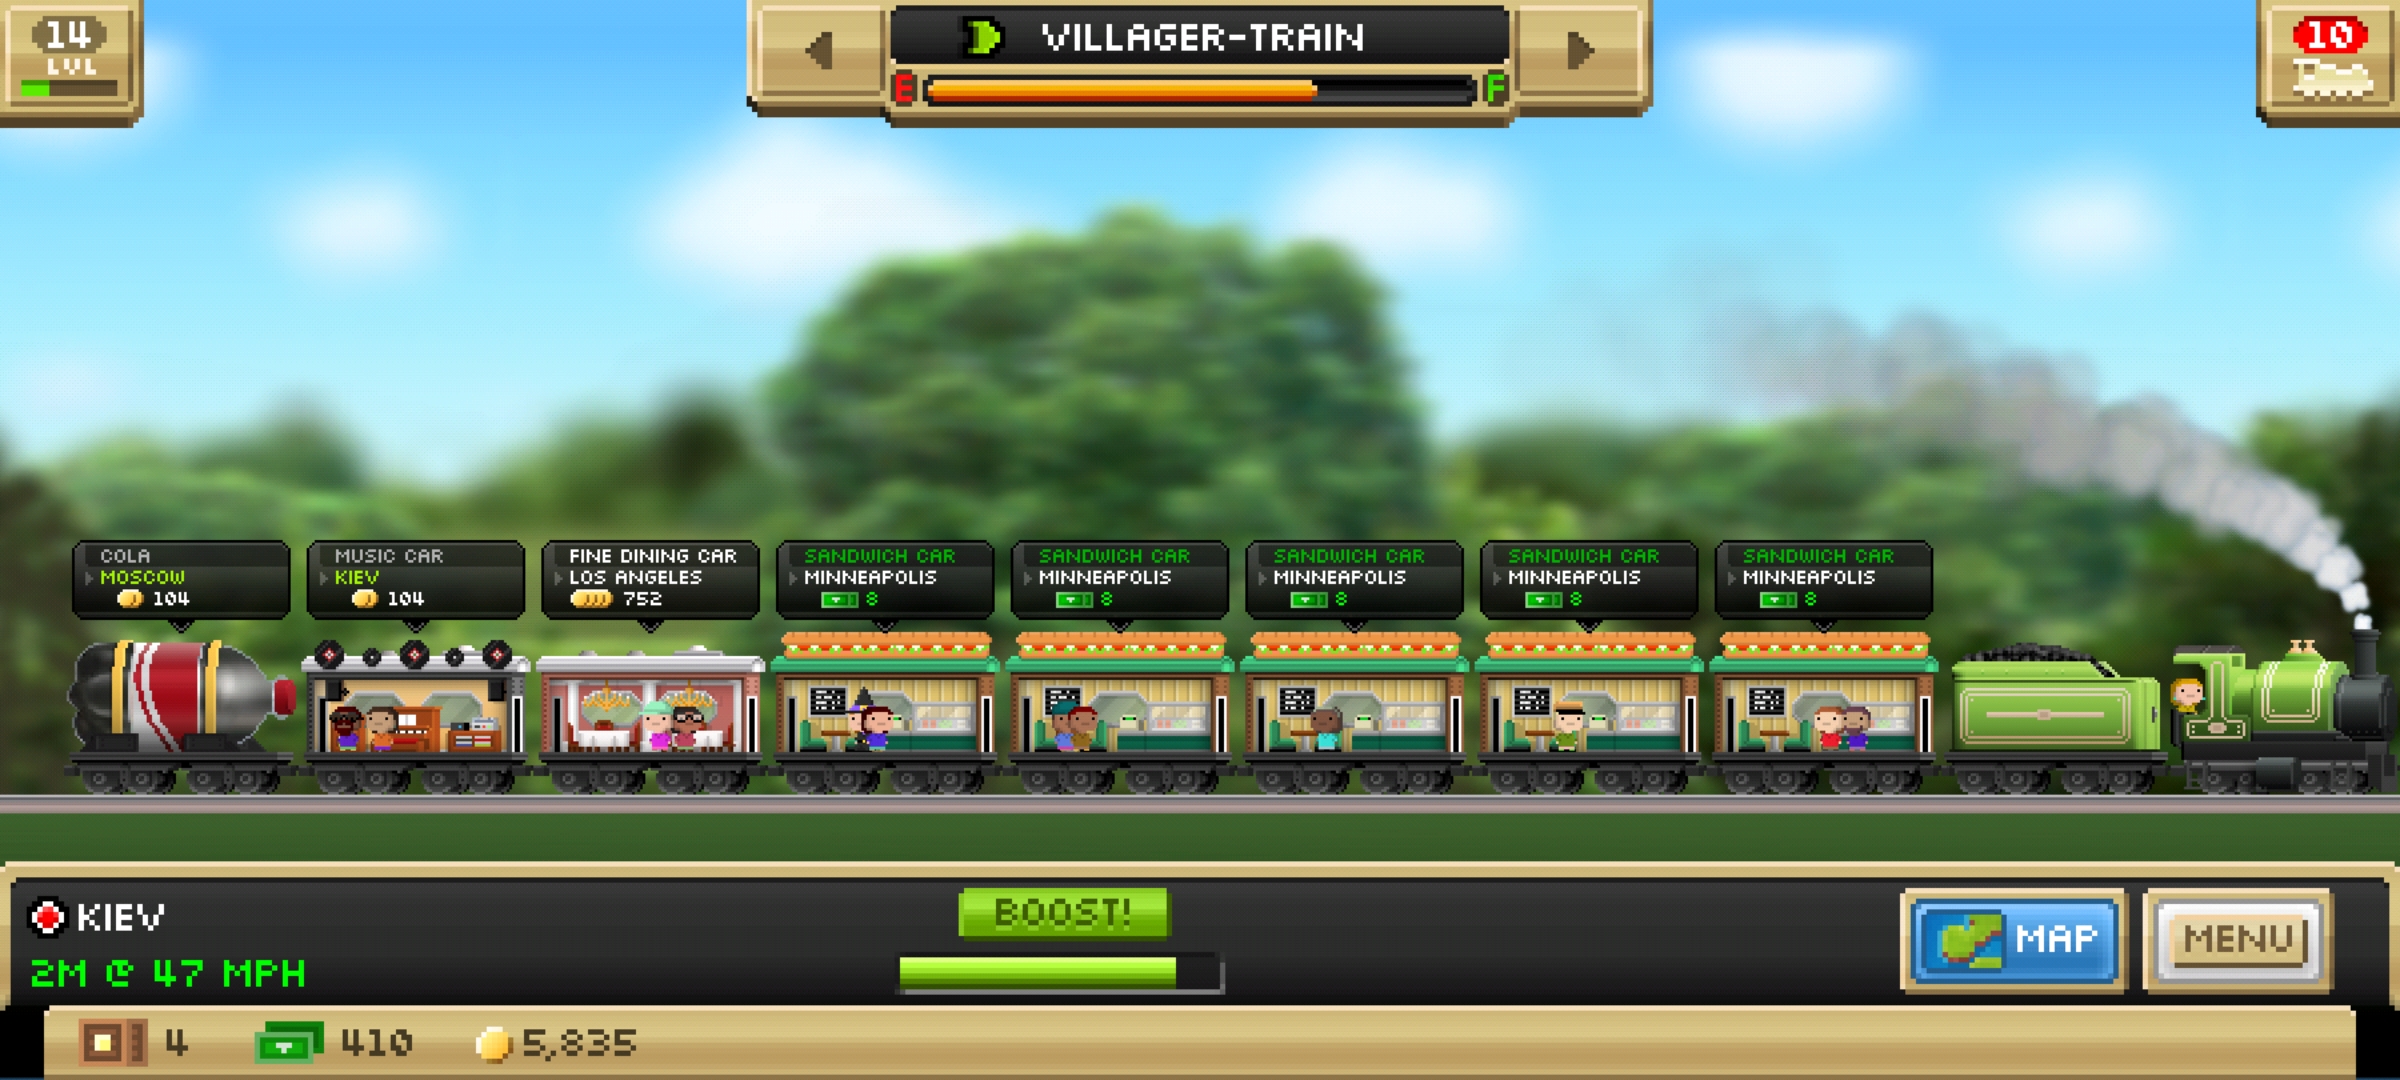 14
LVL
VILLAGER-TRAIN
E F
10
COLA
MOSCOW
104
MUSIC CAR
KIEV
104
FINE DINING CAR
LOS ANGELES
752
SANDWICH CAR
MINNEAPOLIS
8
SANDWICH CAR
MINNEAPOLIS
8
SANDWICH CAR
MINNEAPOLIS
8
SANDWICH CAR
MINNEAPOLIS
8
SANDWICH CAR
MINNEAPOLIS
8
KIEV
2M @ 47 MPH
BOOST!
MAP
MENU
4
410
5,835